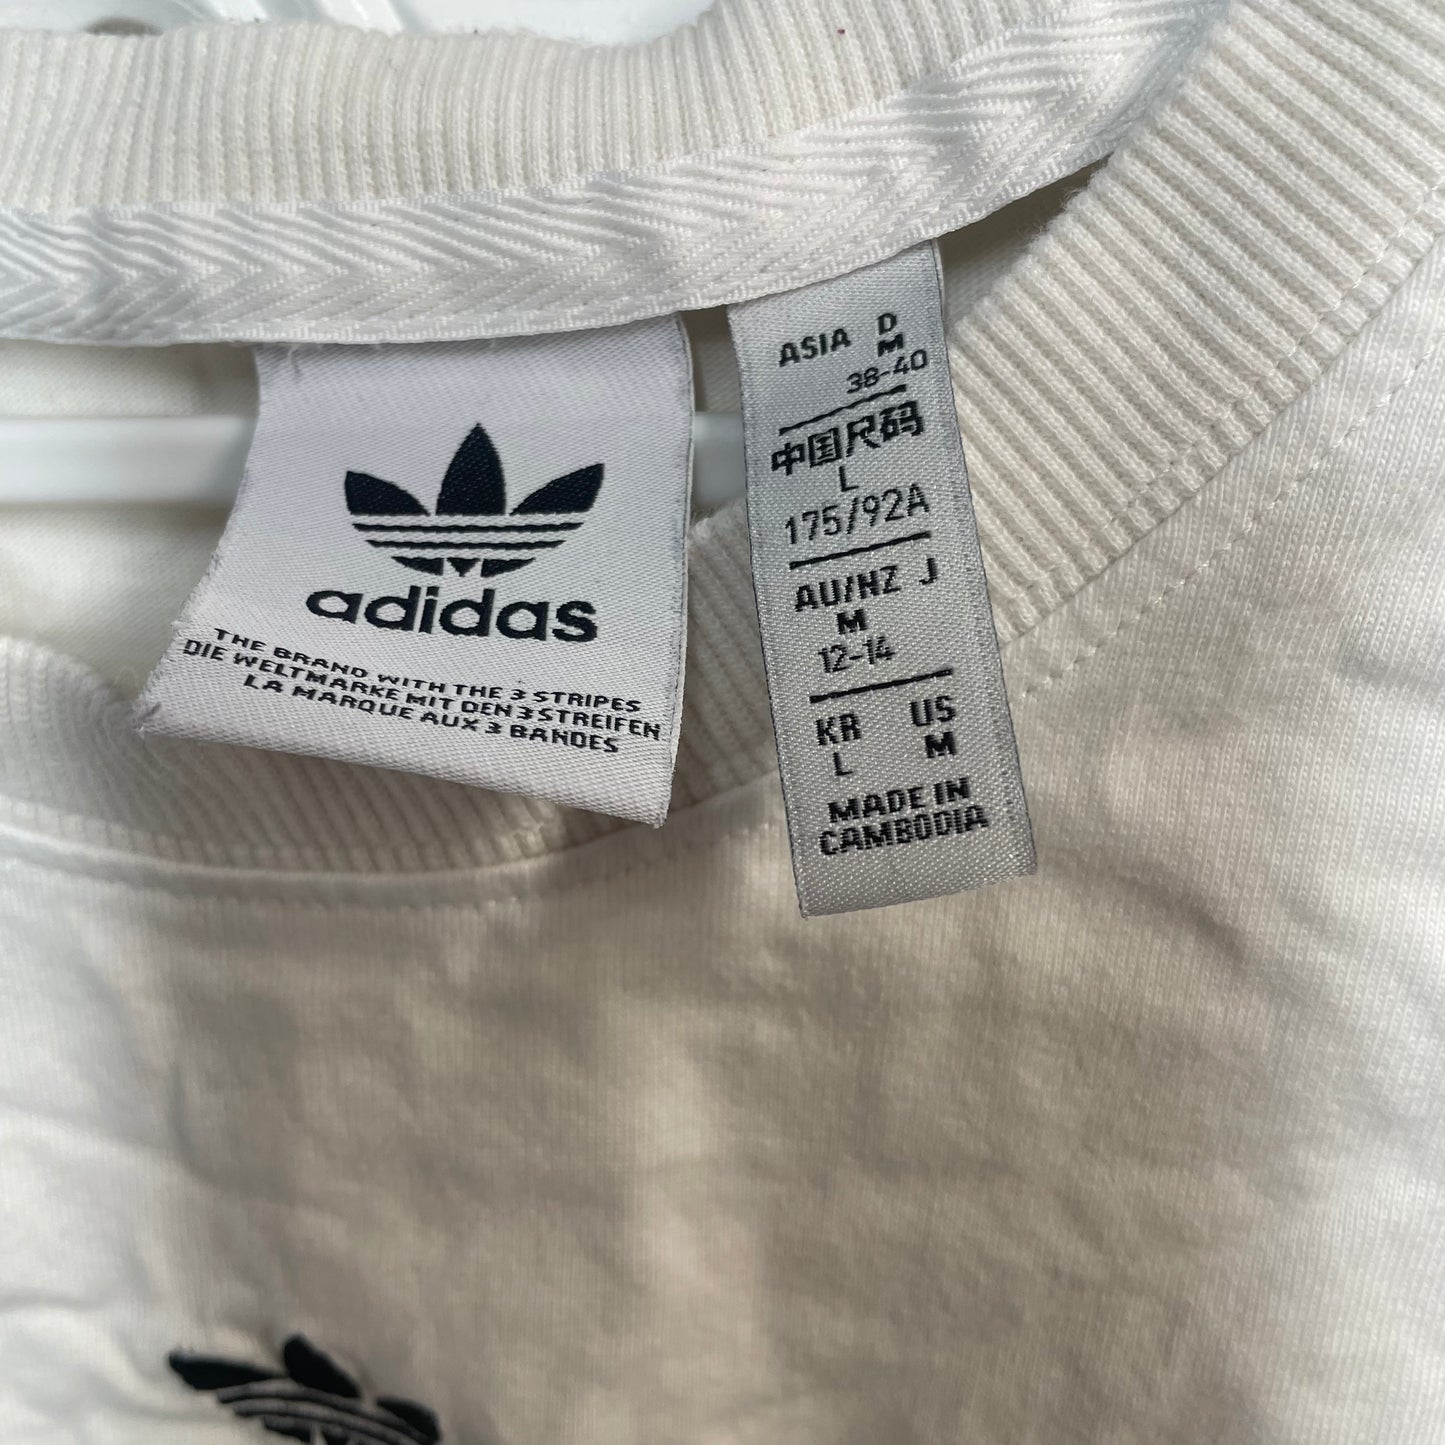 adidas
THE BRAND WITH THE 3 STRIPES
DIE WELTMARKE MIT DEN 3 STREIFEN
LA MARQUE AUX 3 BANDES
ASIA D
M
38-40
中国尺码
L
175/92A
AU/NZ J
M
12-14
KR US
L M
MADE IN
CAMBODIA